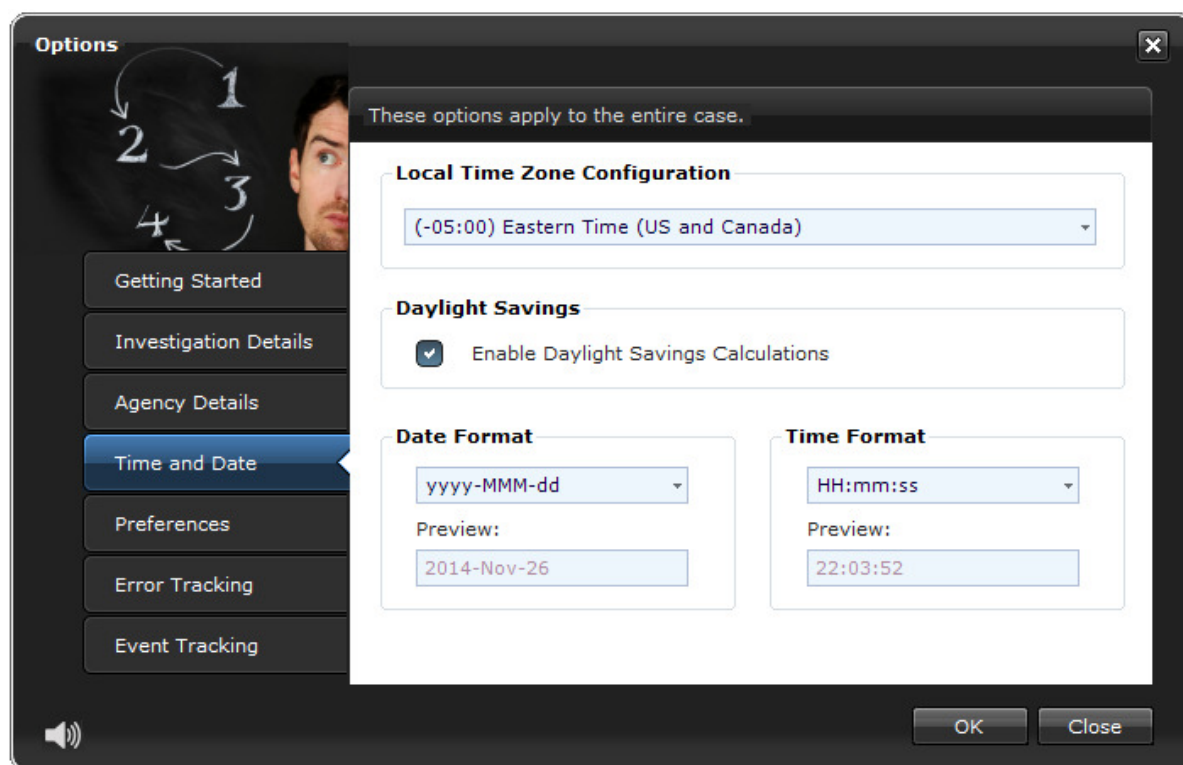 Options
1
2
3
4
These options apply to the entire case.
Getting Started
Investigation Details
Agency Details
Time and Date
Preferences
Error Tracking
Event Tracking
Local Time Zone Configuration
(-05:00) Eastern Time (US and Canada)
Daylight Savings
Enable Daylight Savings Calculations
Date Format
yyyy-MMM-dd
Preview:
2014-Nov-26
Time Format
HH:mm:ss
Preview:
22:03:52
OK
Close